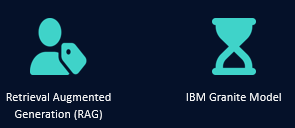 Retrieval Augmented
Generation (RAG)
IBM Granite Model